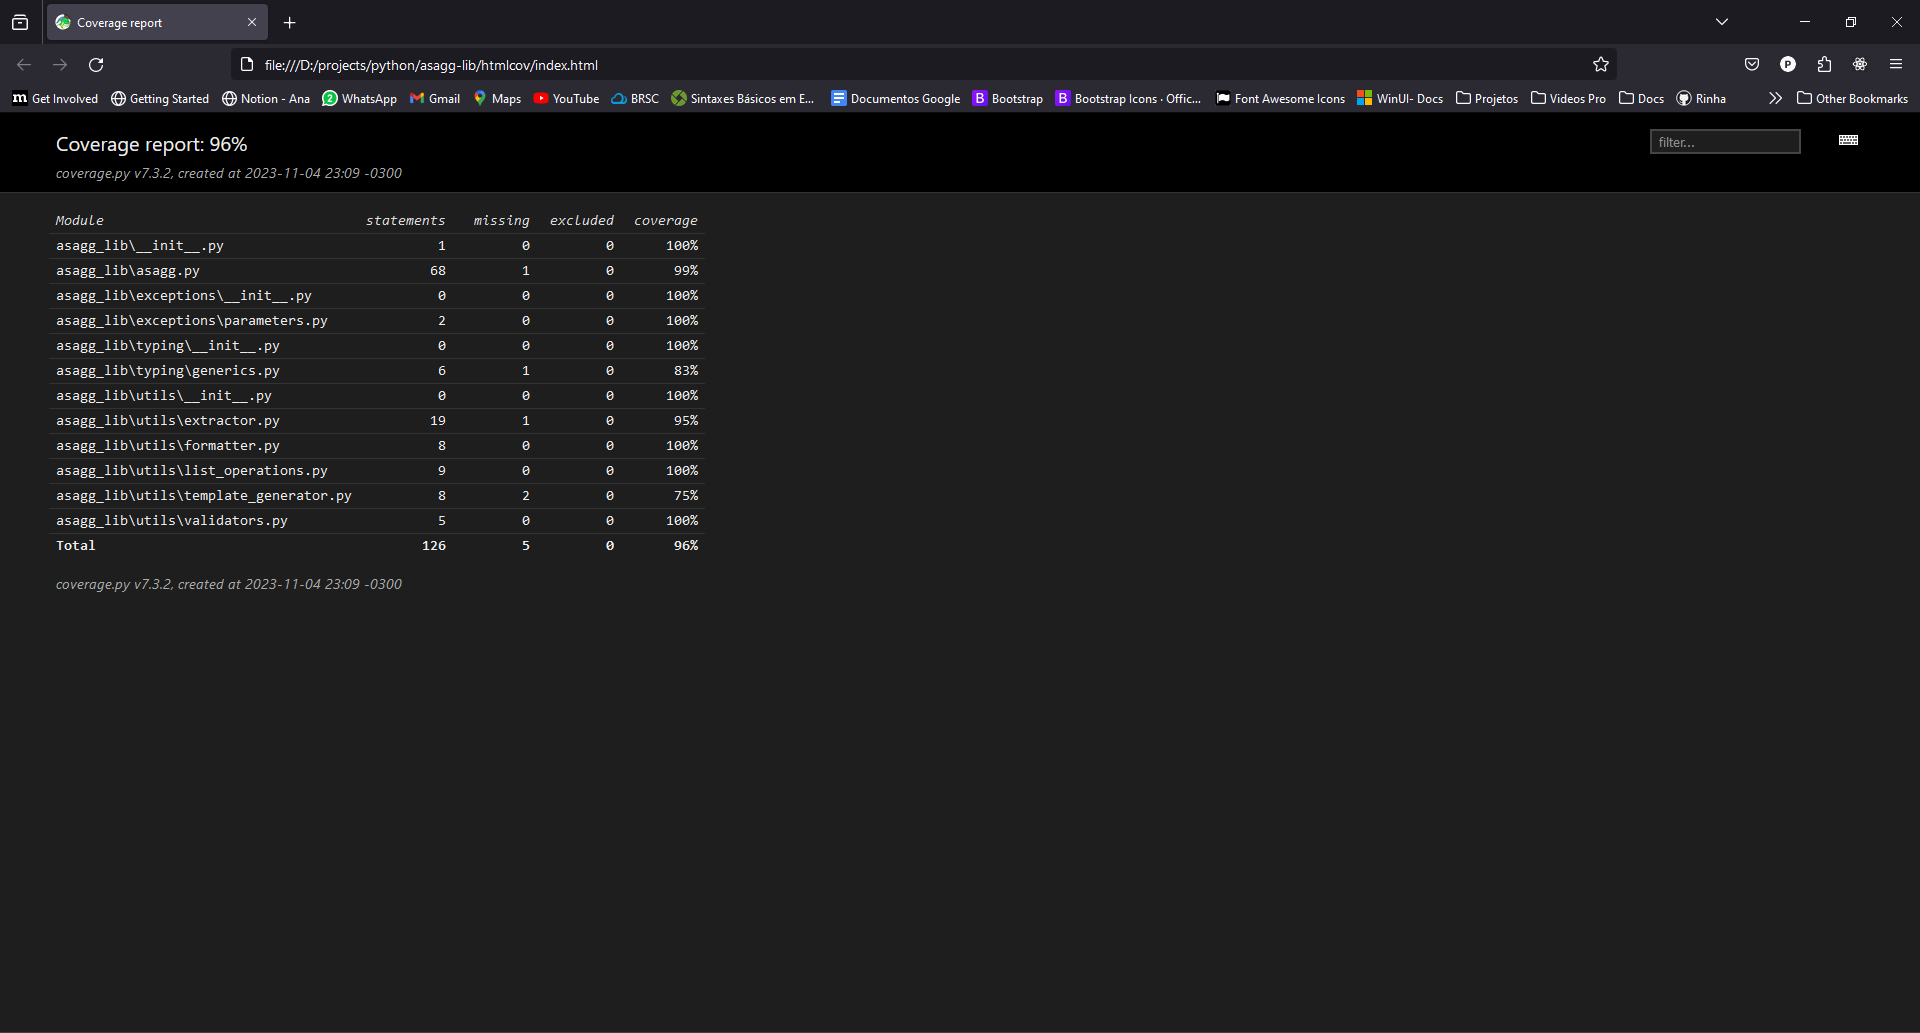 Coverage report
file:///D:/projects/python/asagg-lib/htmlcov/index.html
P
m Get Involved Getting Started Notion - Ana 2 WhatsApp Gmail Maps YouTube BRSC Sintaxes Básicos em E... Documentos Google B Bootstrap B Bootstrap Icons · Offic... Font Awesome Icons WinUI- Docs Projetos Videos Pro Docs Rinha Other Bookmarks
Coverage report: 96%
filter...
coverage.py v7.3.2, created at 2023-11-04 23:09 -0300
Module statements missing excluded coverage
asagg_lib\__init__.py 1 0 0 100%
asagg_lib\asagg.py 68 1 0 99%
asagg_lib\exceptions\__init__.py 0 0 0 100%
asagg_lib\exceptions\parameters.py 2 0 0 100%
asagg_lib\typing\__init__.py 0 0 0 100%
asagg_lib\typing\generics.py 6 1 0 83%
asagg_lib\utils\__init__.py 0 0 0 100%
asagg_lib\utils\extractor.py 19 1 0 95%
asagg_lib\utils\formatter.py 8 0 0 100%
asagg_lib\utils\list_operations.py 9 0 0 100%
asagg_lib\utils\template_generator.py 8 2 0 75%
asagg_lib\utils\validators.py 5 0 0 100%
Total 126 5 0 96%
coverage.py v7.3.2, created at 2023-11-04 23:09 -0300